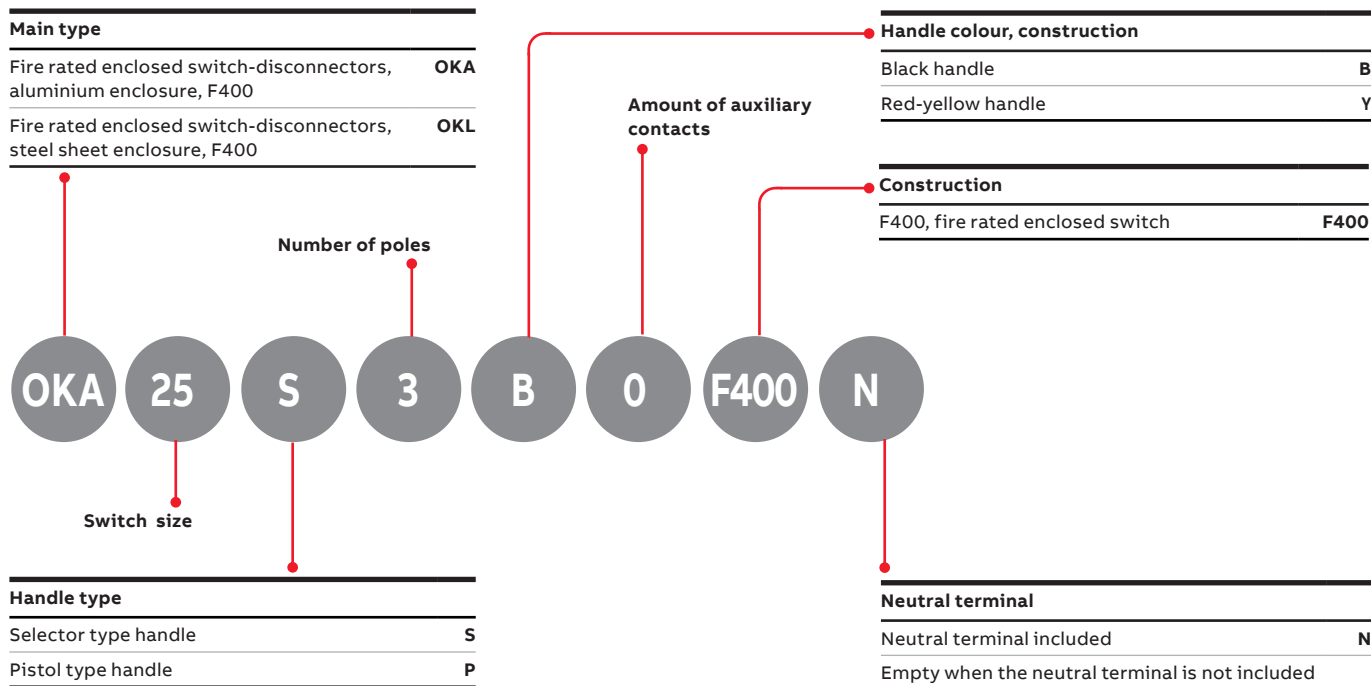 Main type
Fire rated enclosed switch-disconnectors, OKA
aluminium enclosure, F400
Fire rated enclosed switch-disconnectors, OKL
steel sheet enclosure, F400
Number of poles
Amount of auxiliary
contacts
Handle colour, construction
Black handle B
Red-yellow handle Y
Construction
F400, fire rated enclosed switch F400
OKA 25 S 3 B 0 F400 N
Switch size
Handle type
Selector type handle S
Pistol type handle P
Neutral terminal
Neutral terminal included N
Empty when the neutral terminal is not included